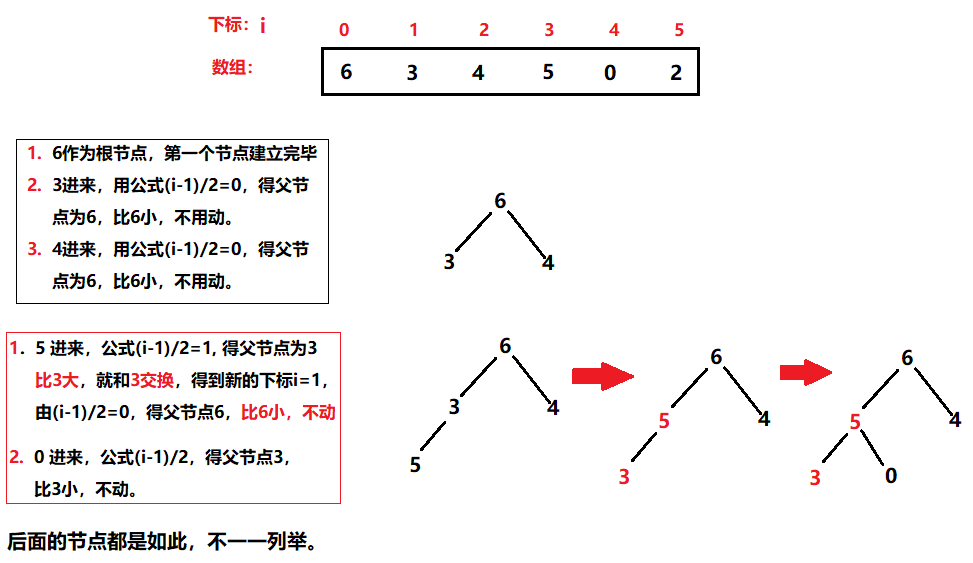 下标：i 0 1 2 3 4 5
数组： 6 3 4 5 0 2
1. 6作为根节点，第一个节点建立完毕
2. 3进来，用公式(i-1)/2=0，得父节
点为6，比6小，不用动。
3. 4进来，用公式(i-1)/2=0，得父节
点为6，比6小，不用动。
6
3 4
1. 5 进来，公式(i-1)/2=1, 得父节点为3
比3大，就和3交换，得到新的下标i=1，
由(i-1)/2=0，得父节点6，比6小，不动
2. 0 进来，公式(i-1)/2，得父节点3，
比3小，不动。
6
3 4
5
6
5 4
3
6
5 4
3 0
后面的节点都是如此，不一一列举。